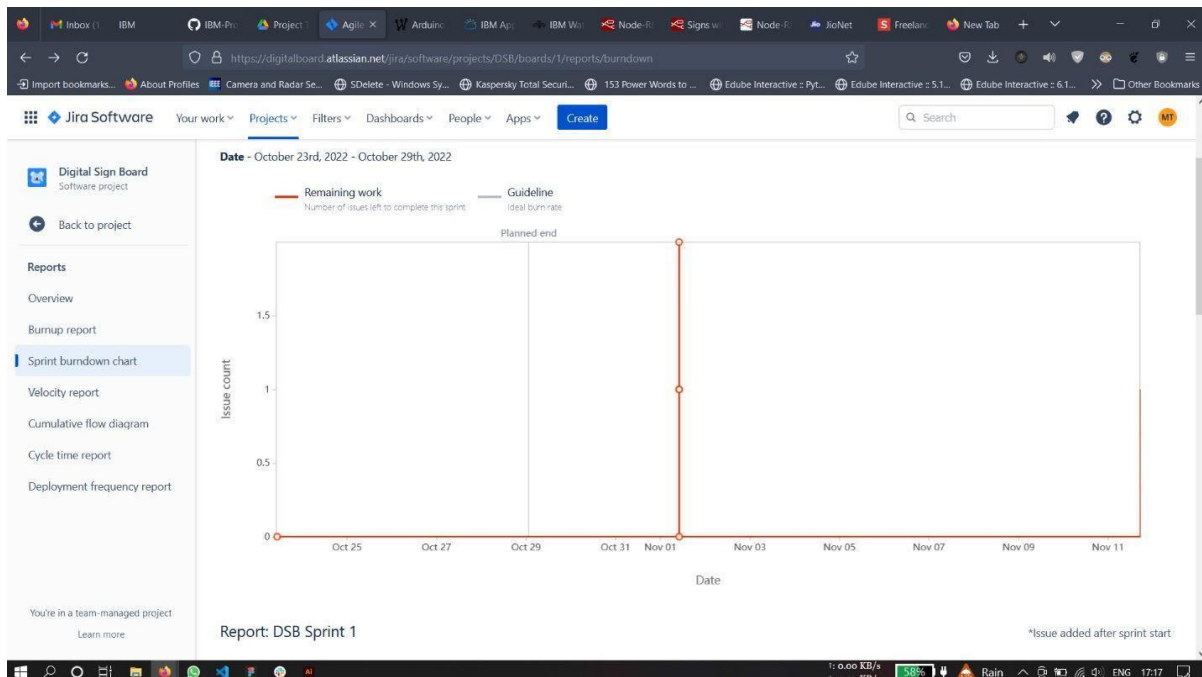 Inbox (1 IBM IBM-Pro Project T Agile Arduino IBM App IBM Wat Node-R Signs wi Node-R JioNet Freelanc New Tab
https://digitalboard.atlassian.net/jira/software/projects/DSB/boards/1/reports/burndown
Import bookmarks... About Profiles Camera and Radar Se... SDelete - Windows Sy... Kaspersky Total Securi... 153 Power Words to ... Edube Interactive :: Pyt... Edube Interactive :: 5.1... Edube Interactive :: 6.1... Other Bookmarks
Jira Software Your work Projects Filters Dashboards People Apps Create Search MT
Digital Sign Board
Software project
Back to project
Reports
Overview
Burnup report
Sprint burndown chart
Velocity report
Cumulative flow diagram
Cycle time report
Deployment frequency report
You're in a team-managed project
Learn more
Date - October 23rd, 2022 - October 29th, 2022
Remaining work
Number of issues left to complete this sprint
Guideline
Ideal burn rate
Planned end
Issue count
1.5
1
0.5
0
Oct 25 Oct 27 Oct 29 Oct 31 Nov 01 Nov 03 Nov 05 Nov 07 Nov 09 Nov 11
Date
Report: DSB Sprint 1
*Issue added after sprint start
0.00 KB/s
58% Rain ENG 17:17